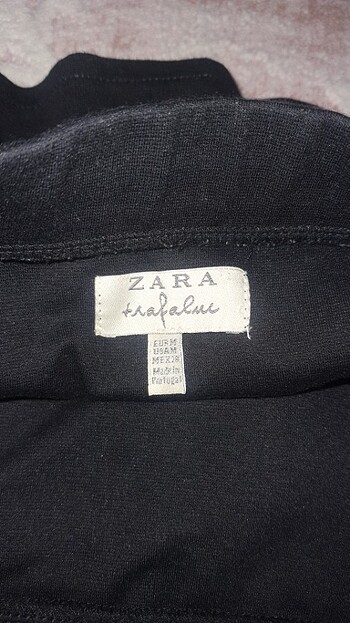 ZARA
trafaluc
EUR M
USA M
MEX 28
Made in
Portugal